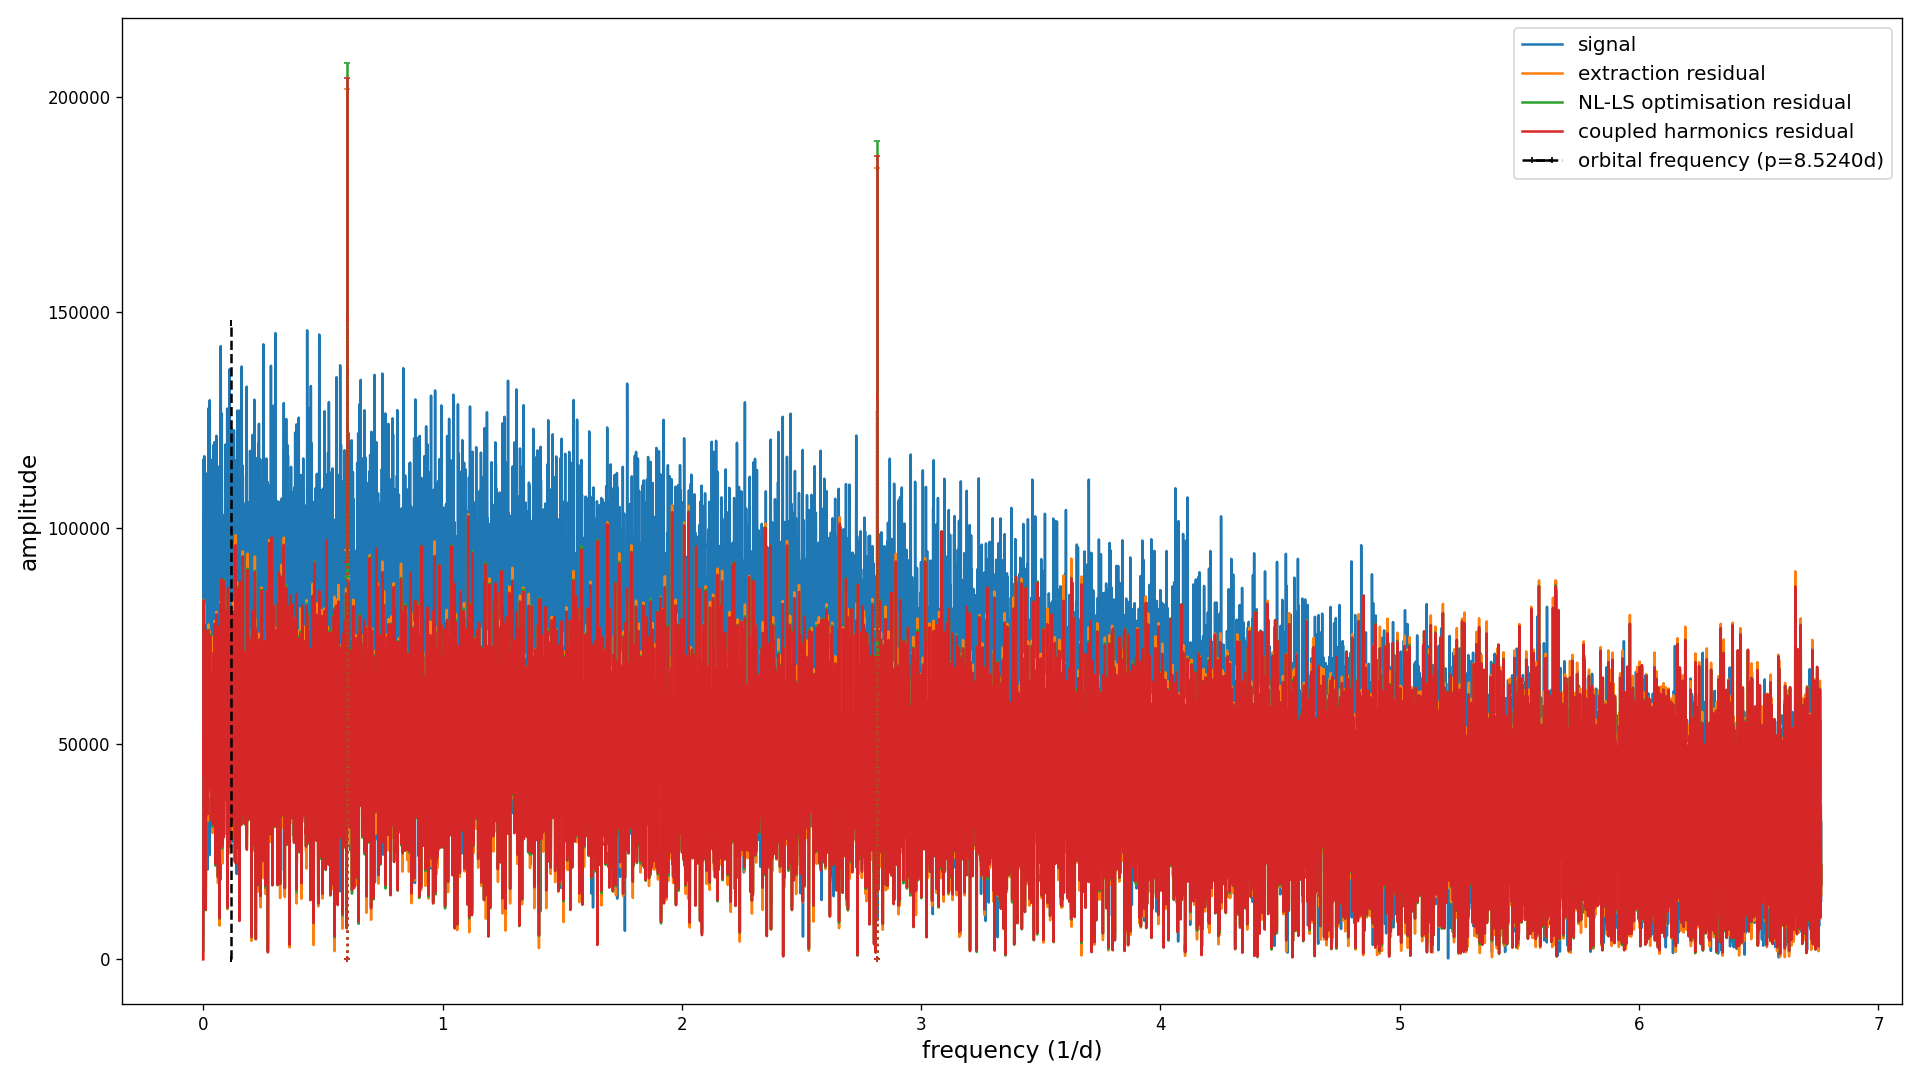 signal
extraction residual
NL-LS optimisation residual
coupled harmonics residual
orbital frequency (p=8.5240d)
200000
150000
100000
50000
0
amplitude
0 1 2 3 4 5 6 7
frequency (1/d)